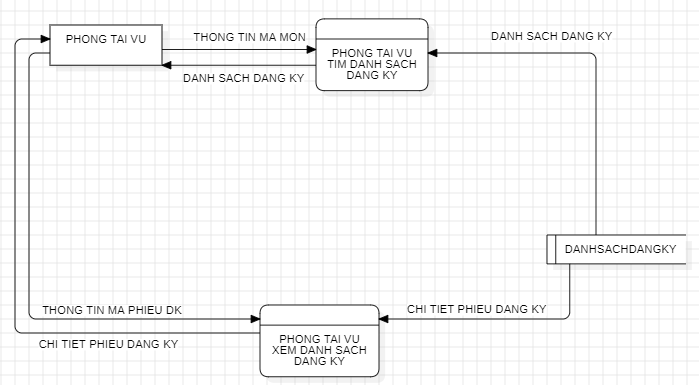 PHONG TAI VU
THONG TIN MA MON
DANH SACH DANG KY
PHONG TAI VU
TIM DANH SACH
DANG KY
DANH SACH DANG KY
DANHSACHDANGKY
THONG TIN MA PHIEU DK
CHI TIET PHIEU DANG KY
PHONG TAI VU
XEM DANH SACH
DANG KY
CHI TIET PHIEU DANG KY